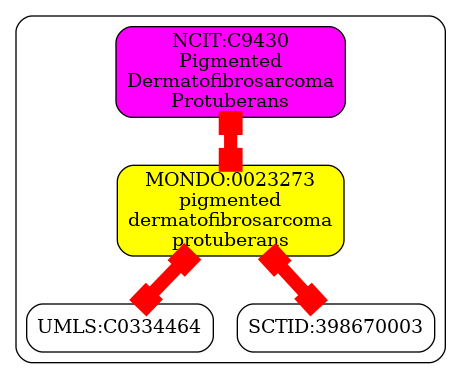 NCIT:C9430
Pigmented
Dermatofibrosarcoma
Protuberans
MONDO:0023273
pigmented
dermatofibrosarcoma
protuberans
UMLS:C0334464
SCTID:398670003